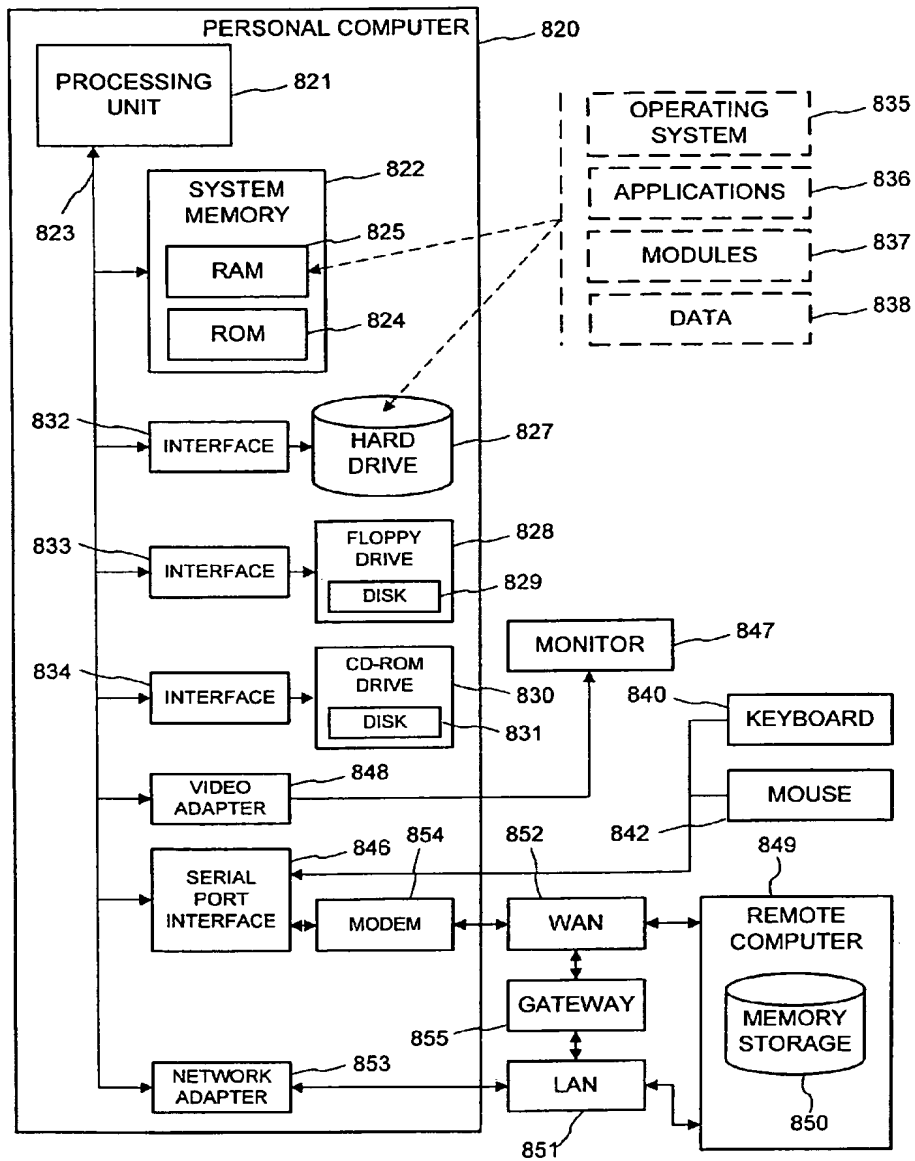 PERSONAL COMPUTER
820
PROCESSING
UNIT
821
823
SYSTEM
MEMORY
822
RAM
825
ROM
824
OPERATING
SYSTEM
835
APPLICATIONS
836
MODULES
837
DATA
838
832
INTERFACE
HARD
DRIVE
827
833
INTERFACE
FLOPPY
DRIVE
828
DISK
829
834
INTERFACE
CD-ROM
DRIVE
830
DISK
831
MONITOR
847
840
KEYBOARD
MOUSE
842
VIDEO
ADAPTER
848
SERIAL
PORT
INTERFACE
846
854
MODEM
852
WAN
849
REMOTE
COMPUTER
MEMORY
STORAGE
850
GATEWAY
855
NETWORK
ADAPTER
853
LAN
851